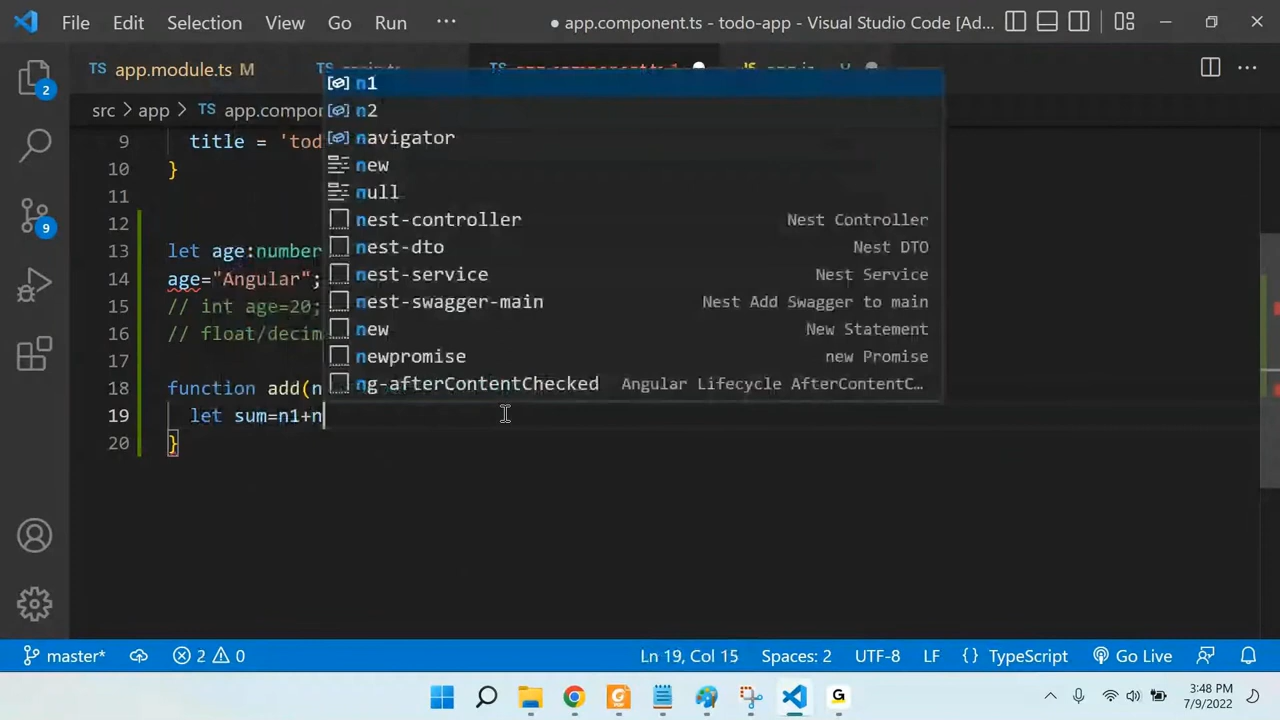 File Edit Selection View Go Run ··· ● app.component.ts - todo-app - Visual Studio Code [Ad...
TS app.module.ts M
src > app > TS app.compon
9 title = 'tod
10 }
11
12
13 let age:number
14 age="Angular";
15 // int age=20;
16 // float/decim
17
18 function add(n
19 let sum=n1+n
20 }
n1
n2
navigator
new
null
nest-controller Nest Controller
nest-dto Nest DTO
nest-service Nest Service
nest-swagger-main Nest Add Swagger to main
new New Statement
newpromise new Promise
ng-afterContentChecked Angular Lifecycle AfterContentC...
2
9
master* 2 0 Ln 19, Col 15 Spaces: 2 UTF-8 LF {} TypeScript Go Live
3:48 PM
7/9/2022